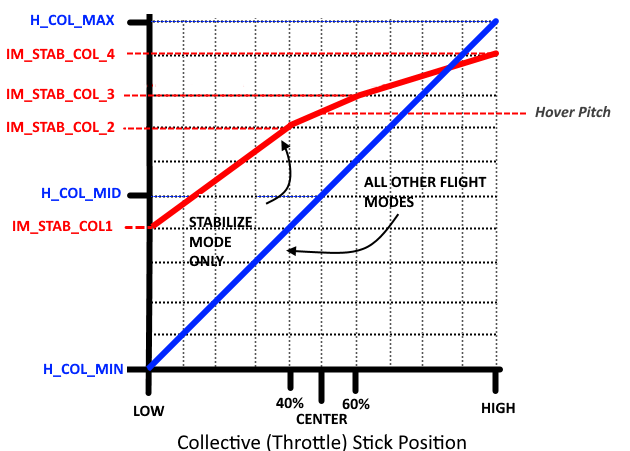 H_COL_MAX
IM_STAB_COL_4
IM_STAB_COL_3
Hover Pitch
IM_STAB_COL_2
ALL OTHER FLIGHT
MODES
H_COL_MID
STABILIZE
MODE
ONLY
IM_STAB_COL1
H_COL_MIN
LOW
40%
CENTER
60%
HIGH
Collective (Throttle) Stick Position